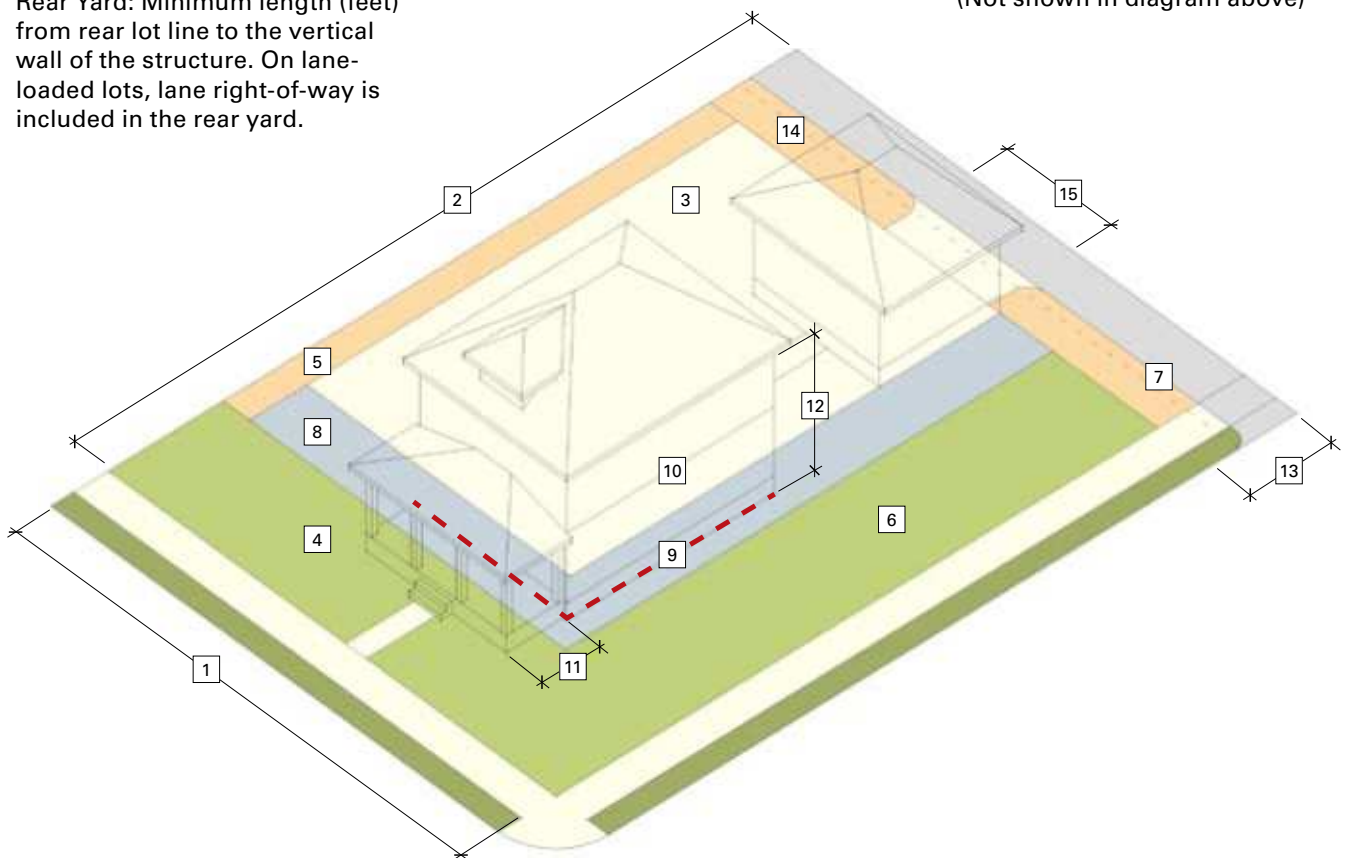 Rear Yard: Minimum length (feet)
from rear lot line to the vertical
wall of the structure. On lane-
loaded lots, lane right-of-way is
included in the rear yard.
(Not shown in diagram above)
14
15
2
3
5
7
12
8
10
13
4
6
9
11
1